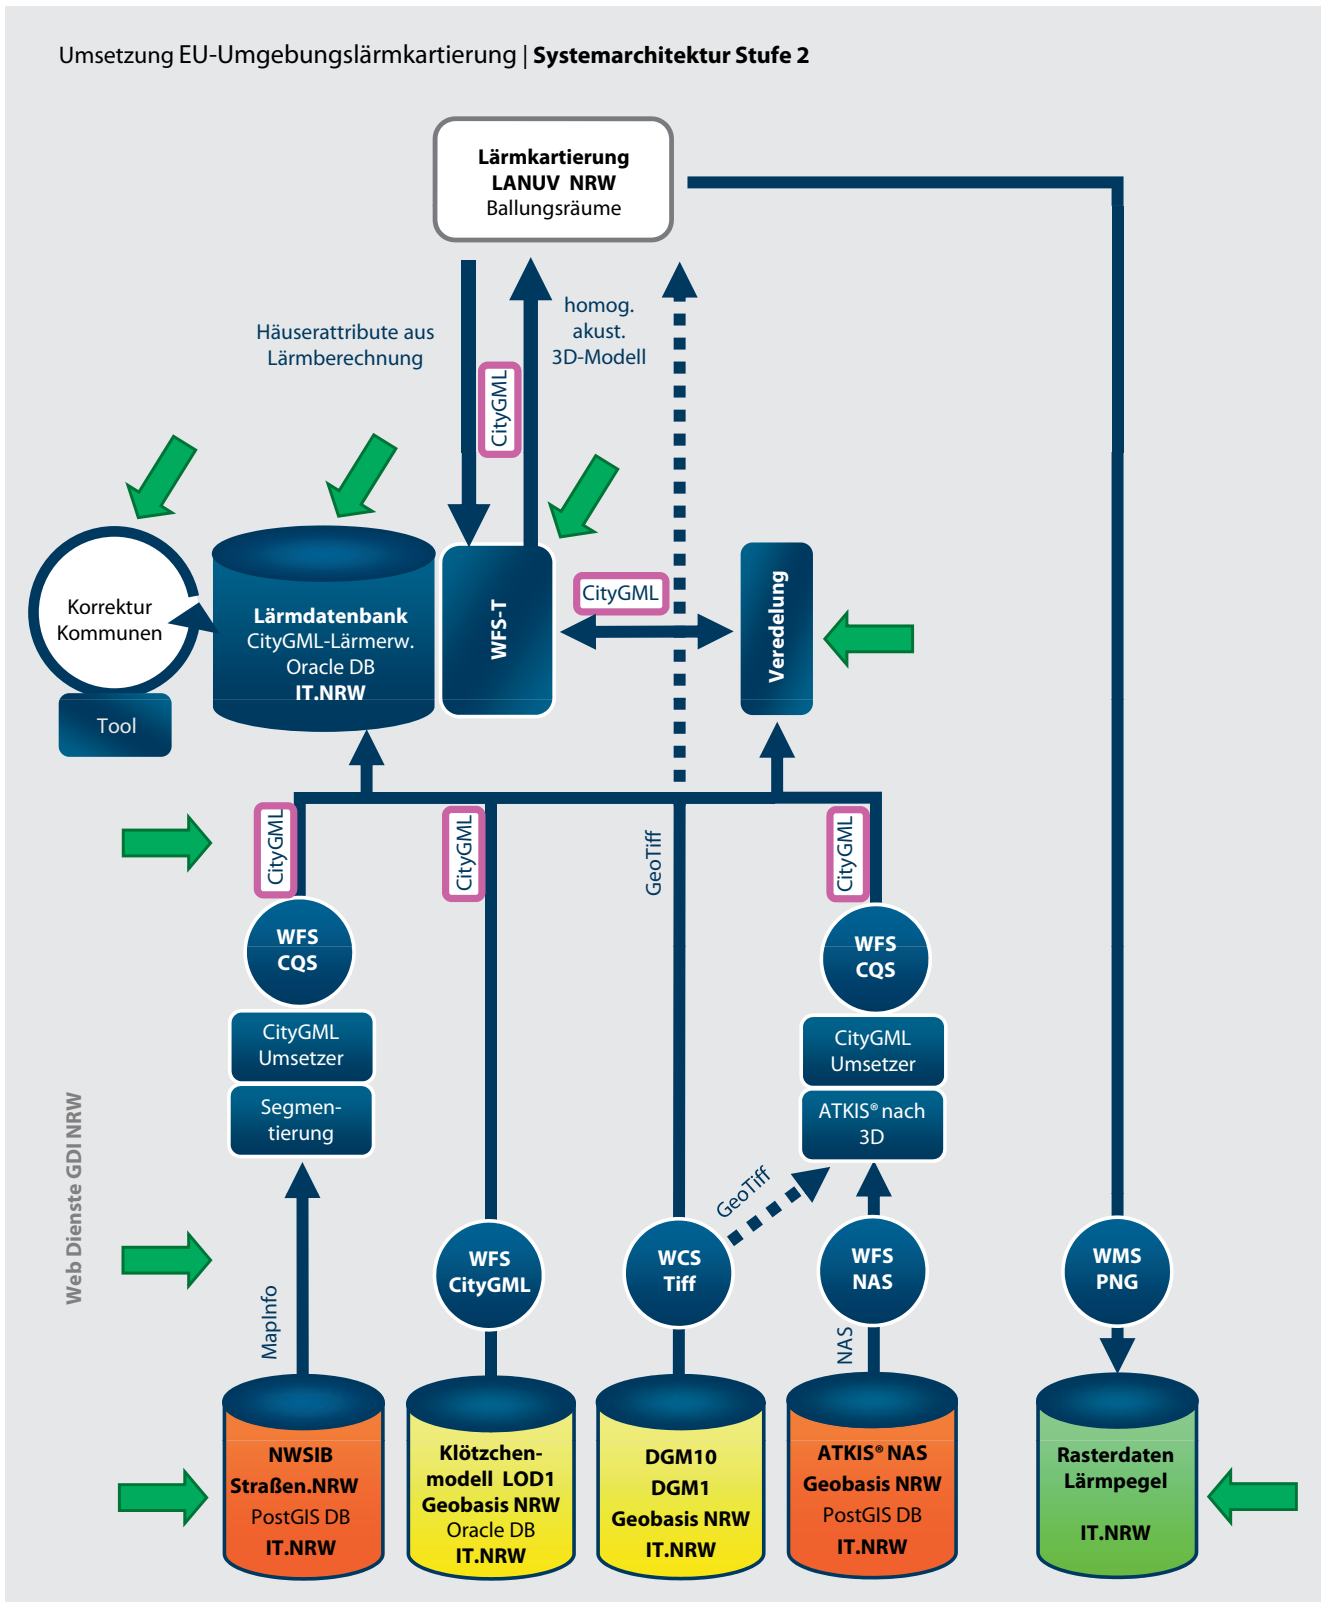 Umsetzung EU-Umgebungslärmkartierung | Systemarchitektur Stufe 2
Lärmkartierung
LANUV NRW
Ballungsräume
Häuserattribute aus
Lärmberechnung
CityGML
homog.
akust.
3D-Modell
Korrektur
Kommunen
Tool
Lärmdatenbank
CityGML-Lärmerw.
Oracle DB
IT.NRW
WFS-T
CityGML
Veredelung
CityGML
CityGML
GeoTiff
CityGML
WFS
CQS
CityGML
Umsetzer
Segmen-
tierung
WFS
CQS
CityGML
Umsetzer
ATKIS® nach
3D
Web Dienste GDI NRW
MapInfo
WFS
CityGML
WCS
Tiff
GeoTiff
WFS
NAS
NAS
WMS
PNG
NWSIB
Straßen.NRW
PostGIS DB
IT.NRW
Klötzchen-
modell LOD1
Geobasis NRW
Oracle DB
IT.NRW
DGM10
DGM1
Geobasis NRW
IT.NRW
ATKIS® NAS
Geobasis NRW
PostGIS DB
IT.NRW
Rasterdaten
Lärmpegel
IT.NRW